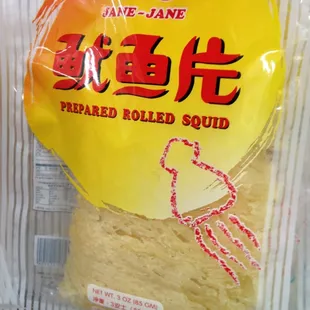 JANE-JANE
魷魚片
PREPARED ROLLED SQUID
NET WT. 3 OZ (85 GM)